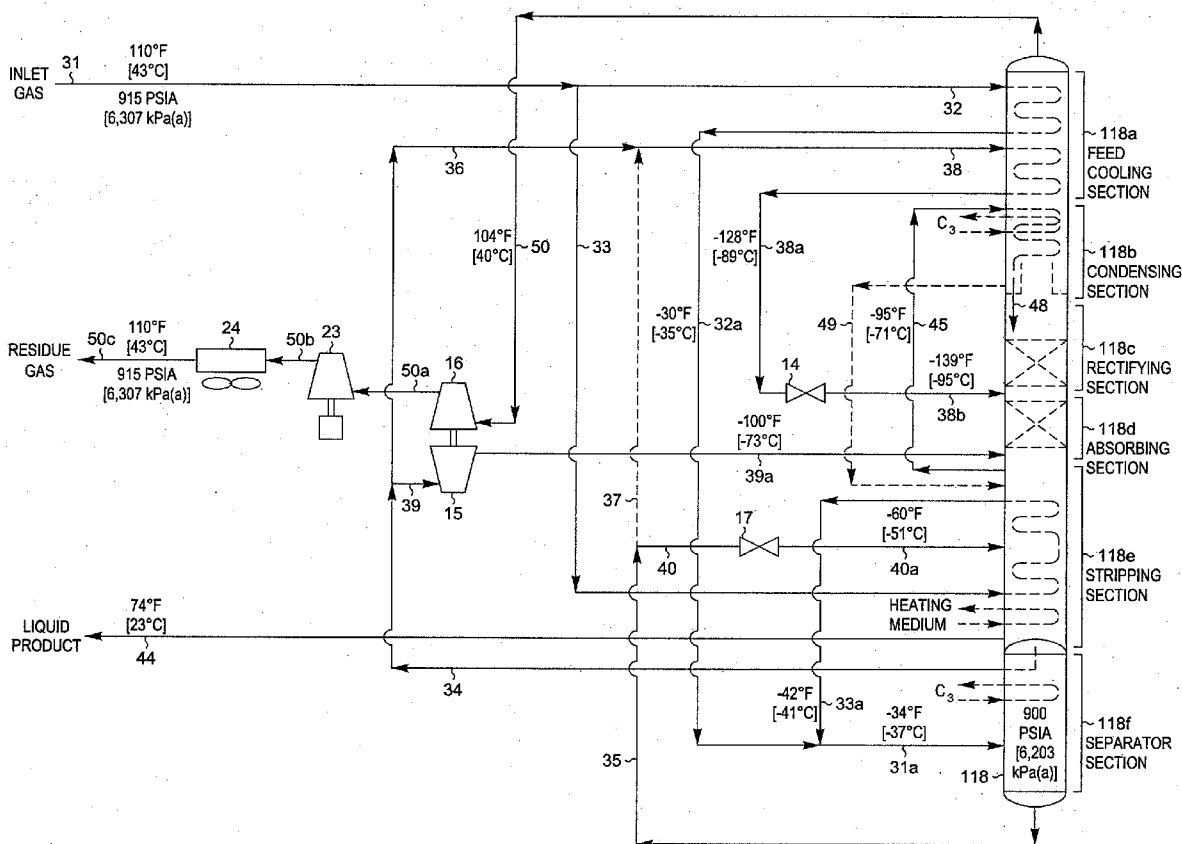 110°F
[43°C]
31
INLET
GAS
915 PSIA
[6,307 kPa(a)]
32
118a
FEED
COOLING
SECTION
36
38
C3
104°F
[40°C]
50
33
-128°F
[-89°C]
38a
118b
CONDENSING
SECTION
-30°F
[-35°C]
32a
49
-95°F
[-71°C]
45
48
50c
110°F
[43°C]
24
50b
23
50a
16
RESIDUE
GAS
915 PSIA
[6,307 kPa(a)]
14
-139°F
[-95°C]
38b
118c
RECTIFYING
SECTION
-100°F
[-73°C]
39a
118d
ABSORBING
SECTION
39
15
37
17
-60°F
[-51°C]
40
40a
118e
STRIPPING
SECTION
HEATING
MEDIUM
LIQUID
PRODUCT
74°F
[23°C]
44
34
C3
-42°F
[-41°C]
33a
-34°F
[-37°C]
31a
35
900
PSIA
[6,203
kPa(a)]
118
118f
SEPARATOR
SECTION